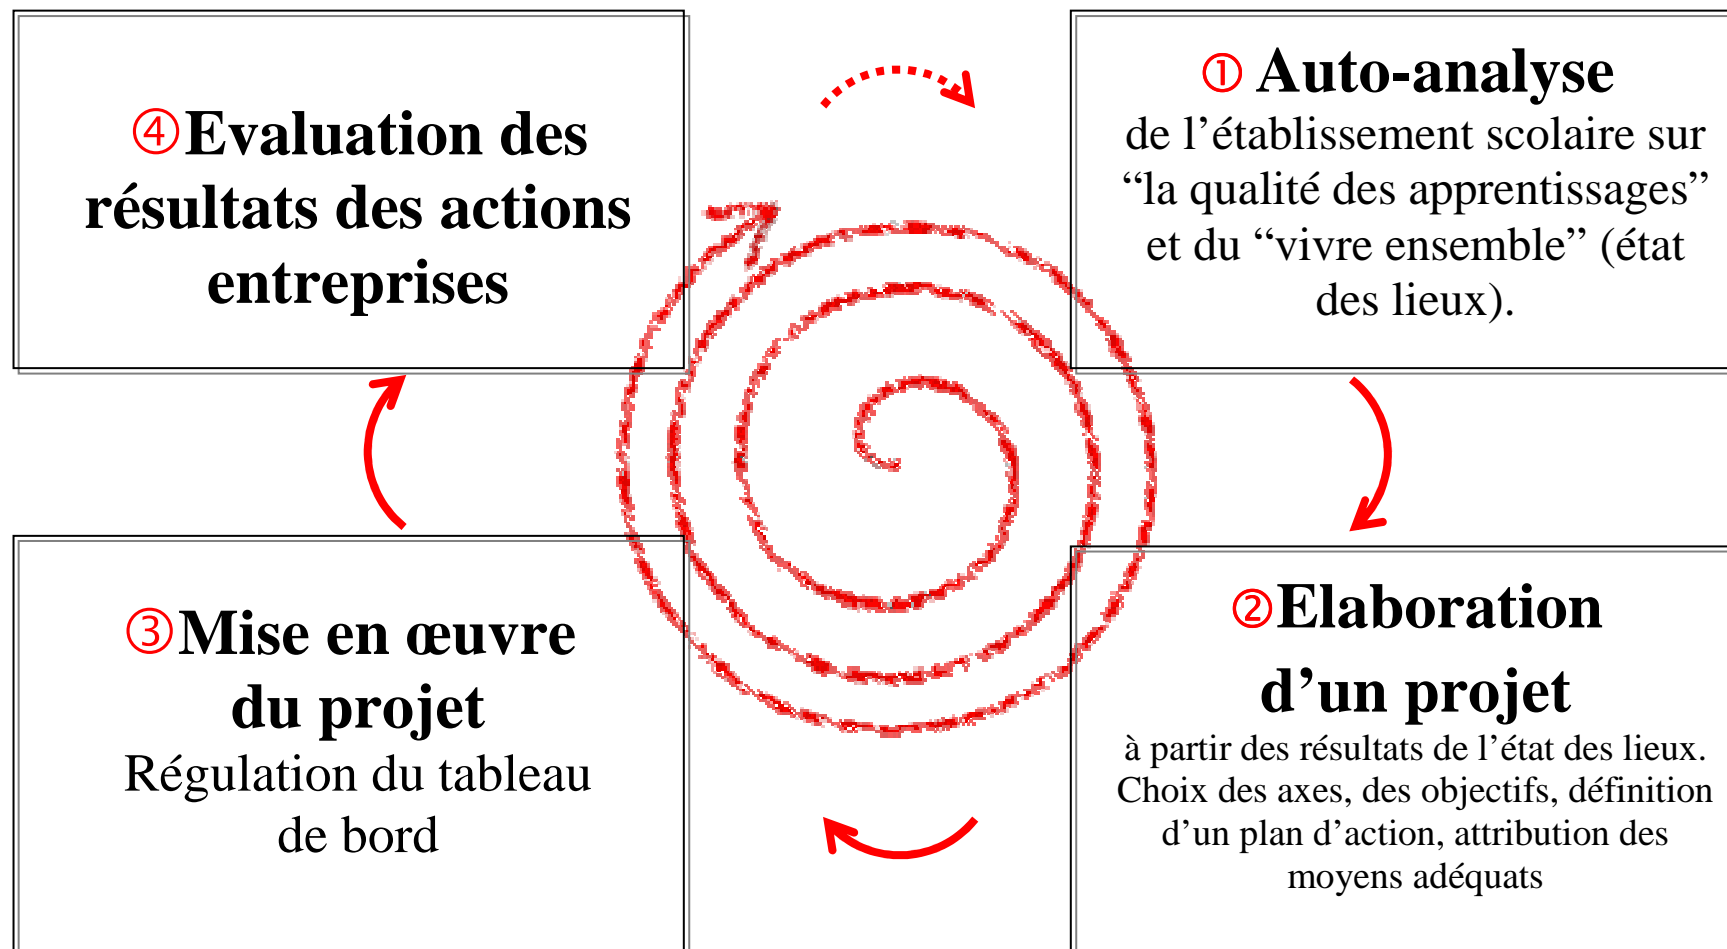 ① Auto-analyse
de l’établissement scolaire sur
“la qualité des apprentissages”
et du “vivre ensemble” (état
des lieux).
②Elaboration
d’un projet
à partir des résultats de l’état des lieux.
Choix des axes, des objectifs, définition
d’un plan d’action, attribution des
moyens adéquats
③Mise en œuvre
du projet
Régulation du tableau
de bord
④Evaluation des
résultats des actions
entreprises